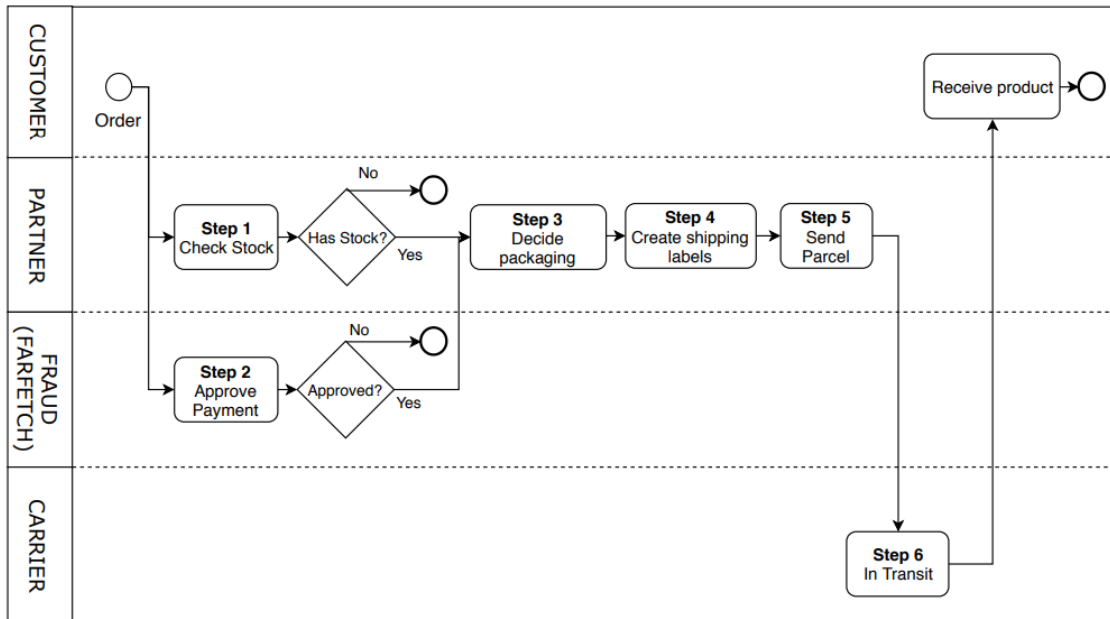 CUSTOMER
Order
Receive product
PARTNER
Step 1
Check Stock
Has Stock?
No
Yes
Step 3
Decide
packaging
Step 4
Create shipping
labels
Step 5
Send
Parcel
FRAUD
(FARFETCH)
Step 2
Approve
Payment
Approved?
No
Yes
CARRIER
Step 6
In Transit